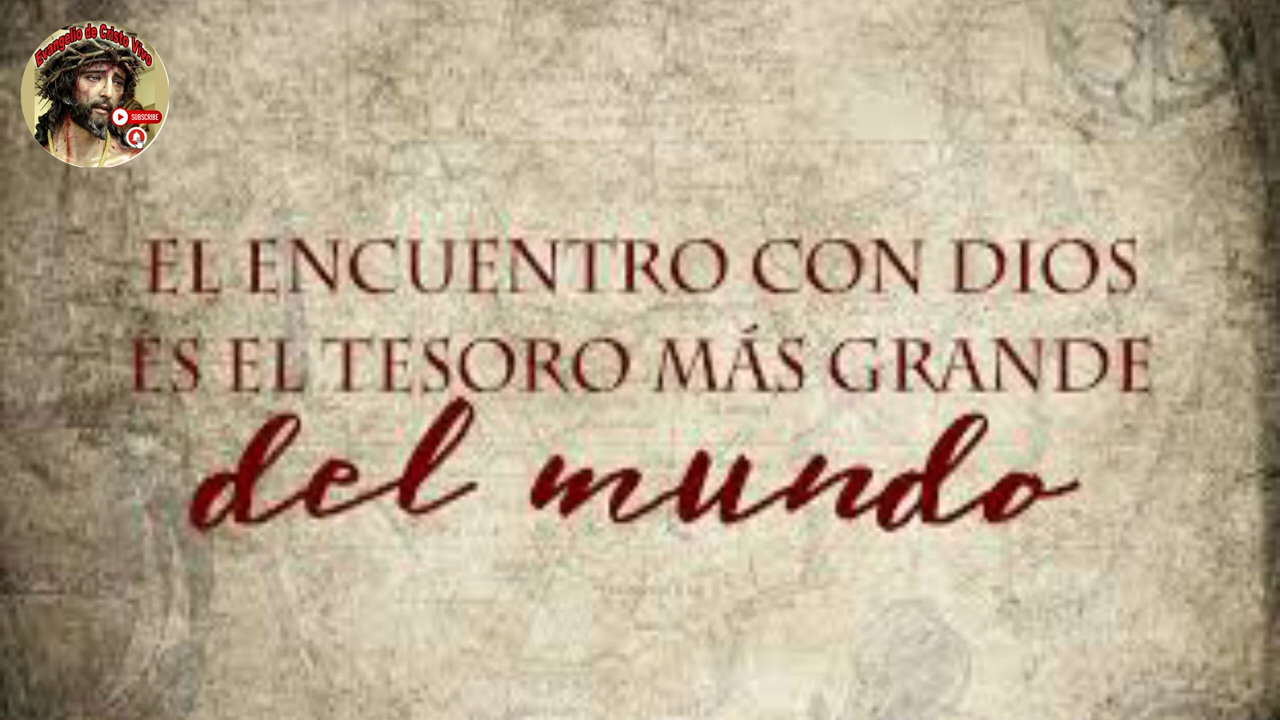 Evangelio de Cristo Vivo
SUBSCRIBE
EL ENCUENTRO CON DIOS
ES EL TESORO MÁS GRANDE
del mundo